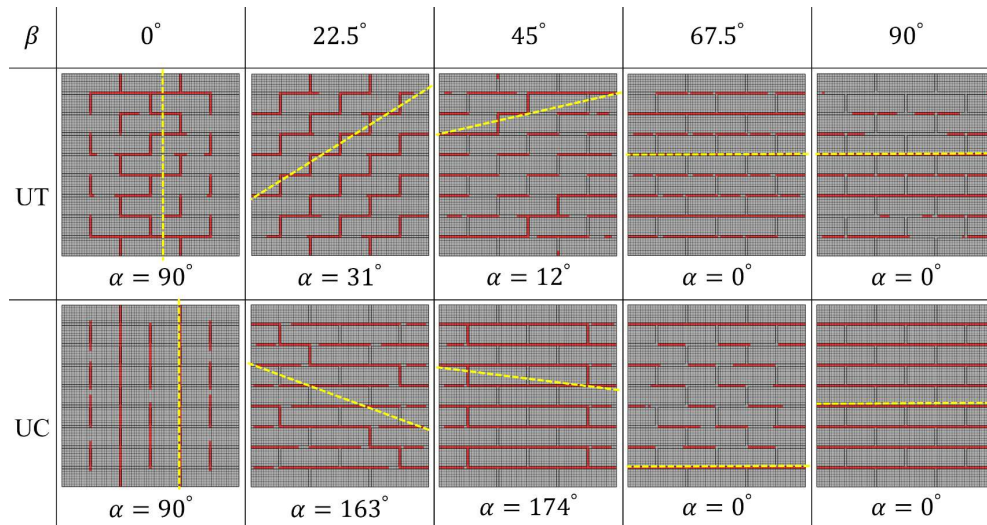 β 0° 22.5° 45° 67.5° 90°
UT
α = 90° α = 31° α = 12° α = 0° α = 0°
UC
α = 90° α = 163° α = 174° α = 0° α = 0°